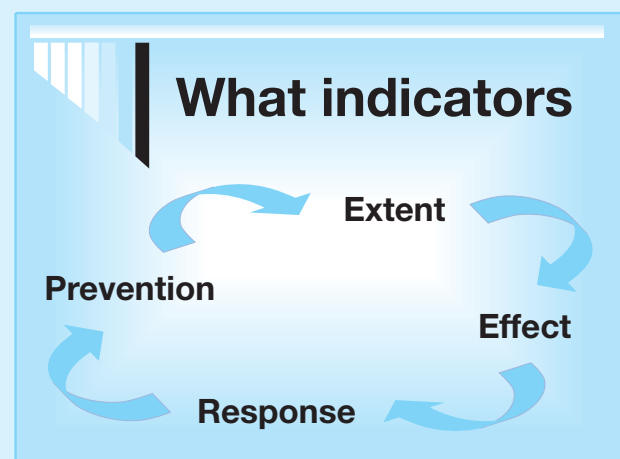 What indicators
Extent
Prevention
Effect
Response